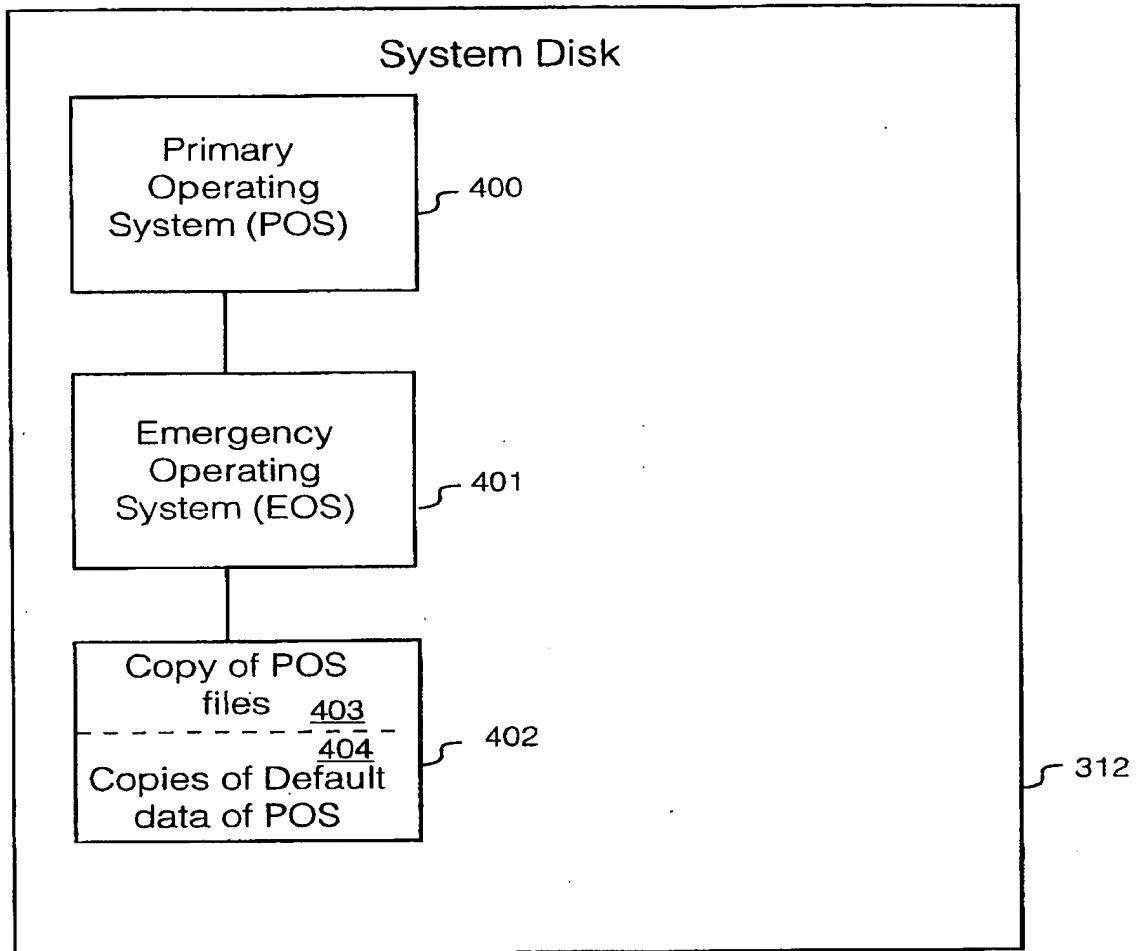 System Disk
Primary
Operating
System (POS)
400
Emergency
Operating
System (EOS)
401
Copy of POS
files
403
404
Copies of Default
data of POS
402
312